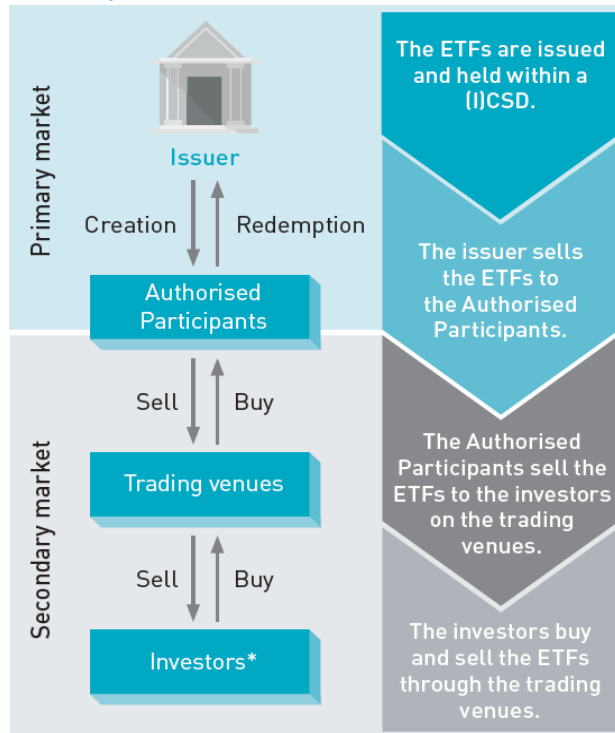 Primary market
Issuer
Creation
Redemption
Authorised
Participants
Sell
Buy
Secondary market
Trading venues
Sell
Buy
Investors*
The ETFs are issued
and held within a
(I)CSD.
The issuer sells
the ETFs to
the Authorised
Participants.
The Authorised
Participants sell the
ETFs to the investors
on the trading
venues.
The investors buy
and sell the ETFs
through the trading
venues.